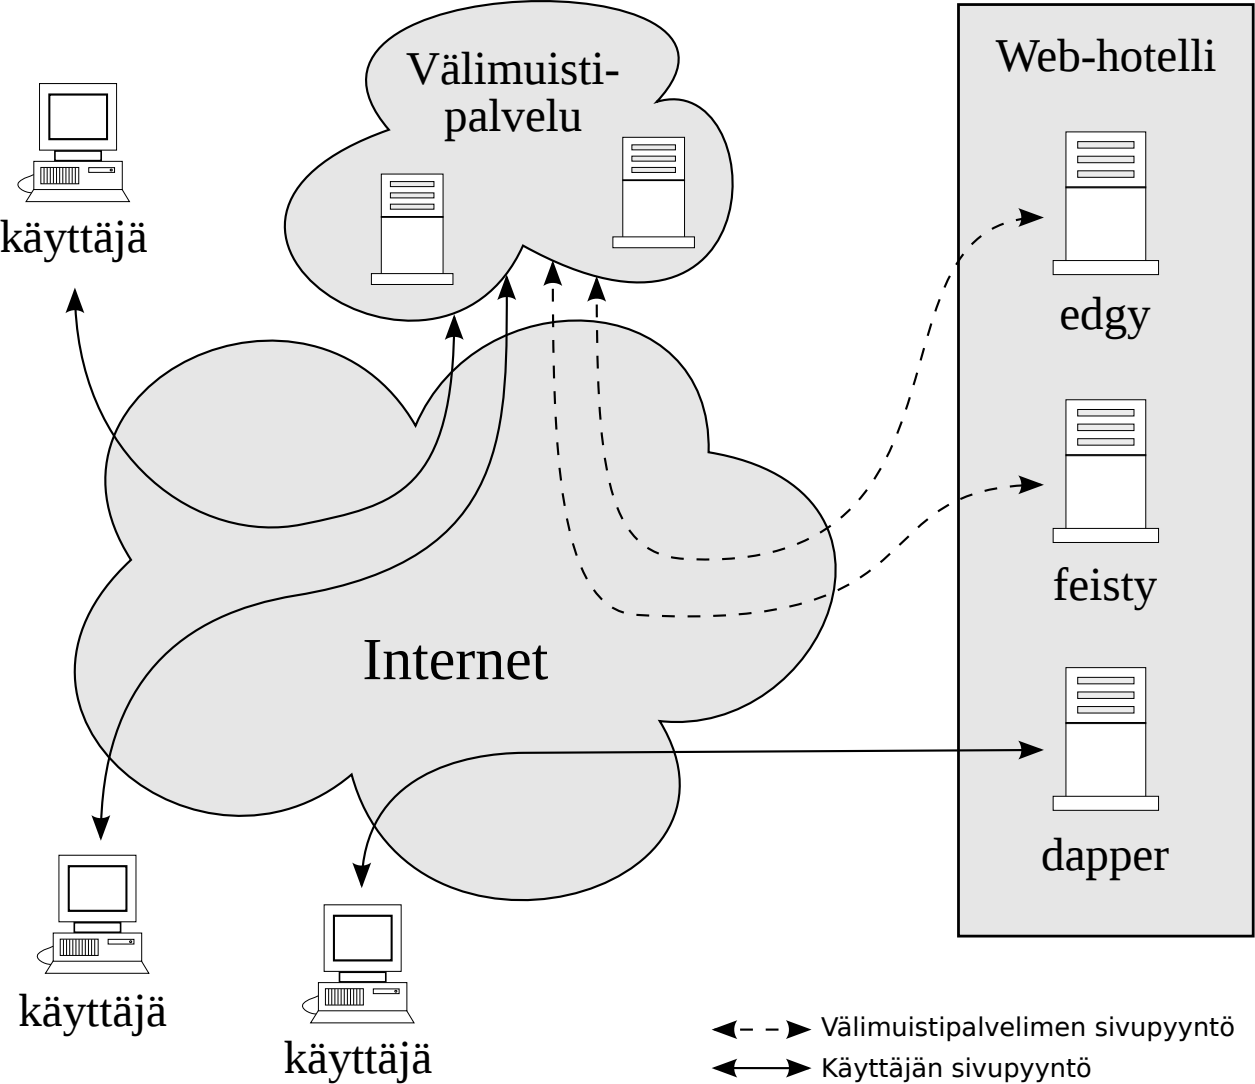 Välimuisti-
palvelu
Web-hotelli
käyttäjä
edgy
feisty
Internet
dapper
käyttäjä
käyttäjä
Välimuistipalvelimen sivupyyntö
Käyttäjän sivupyyntö